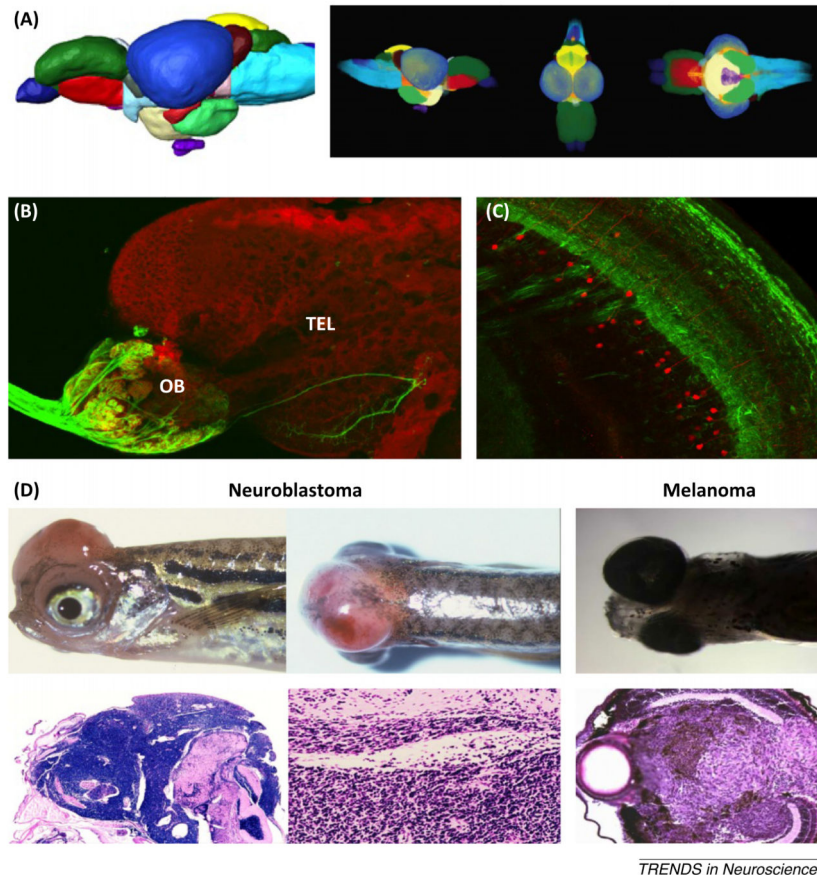 (A)
(B)
TEL
OB
(C)
(D)
Neuroblastoma
Melanoma
TRENDS in Neuroscience